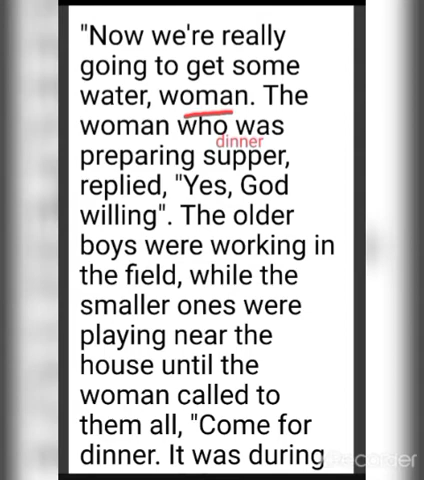 "Now we're really
going to get some
water, woman. The
woman who was
dinner
preparing supper,
replied, "Yes, God
willing". The older
boys were working in
the field, while the
smaller ones were
playing near the
house until the
woman called to
them all, "Come for
dinner. It was during